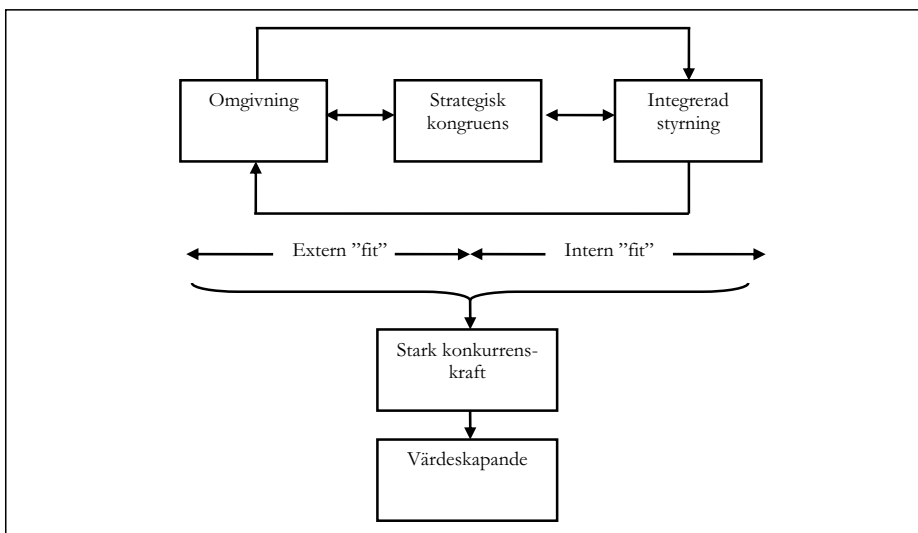 Omgivning
Strategisk
kongruens
Integrerad
styrning
Extern ”fit”
Intern ”fit”
Stark konkurrens-
kraft
Värdeskapande